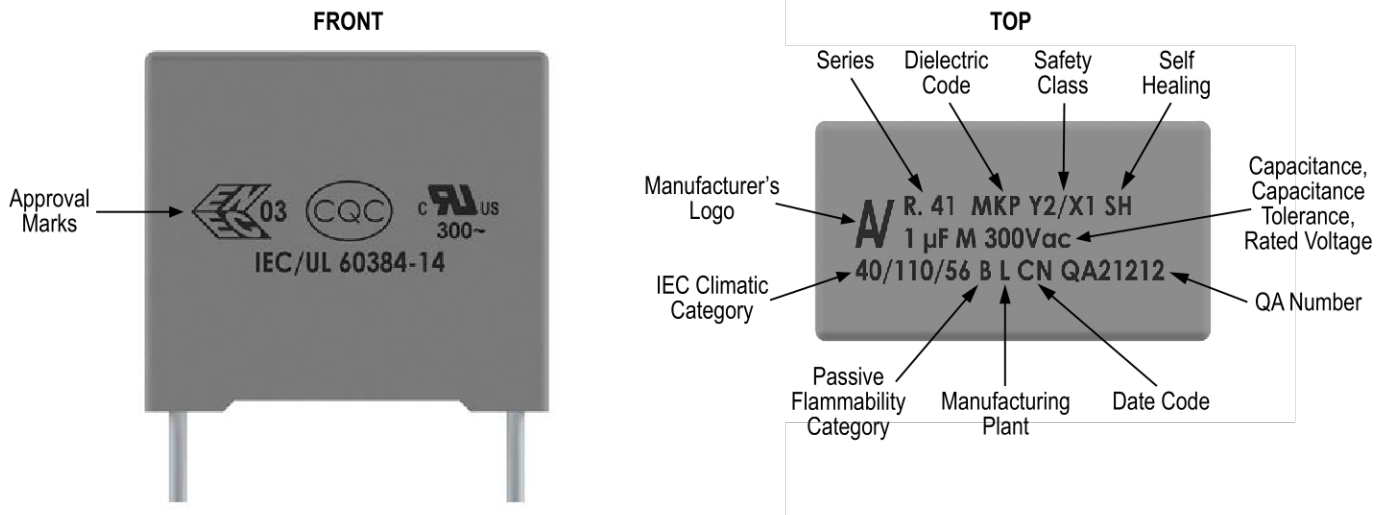 FRONT
Approval
Marks
EN
EC
03
CQC
C
US
300~
IEC/UL 60384-14
TOP
Series
Dielectric
Code
Safety
Class
Self
Healing
Manufacturer's
Logo
R. 41 MKP Y2/X1 SH
1 µF M 300Vac
40/110/56 B L CN QA21212
Capacitance,
Capacitance
Tolerance,
Rated Voltage
IEC Climatic
Category
QA Number
Passive
Flammability
Category
Manufacturing
Plant
Date Code